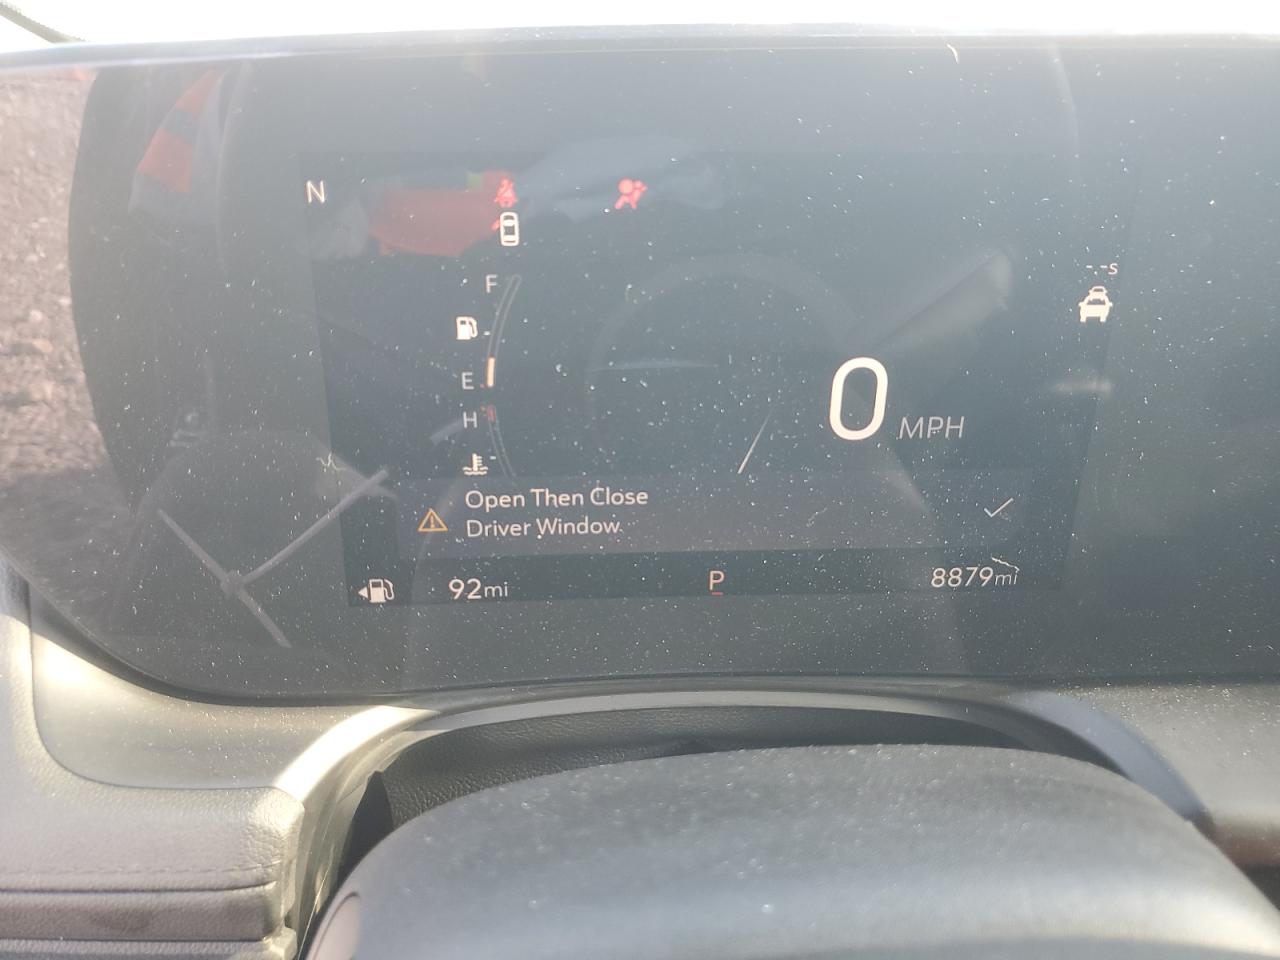 N
--s
F
E
H
0 MPH
Open Then Close
Driver Window
92mi
P
8879mi